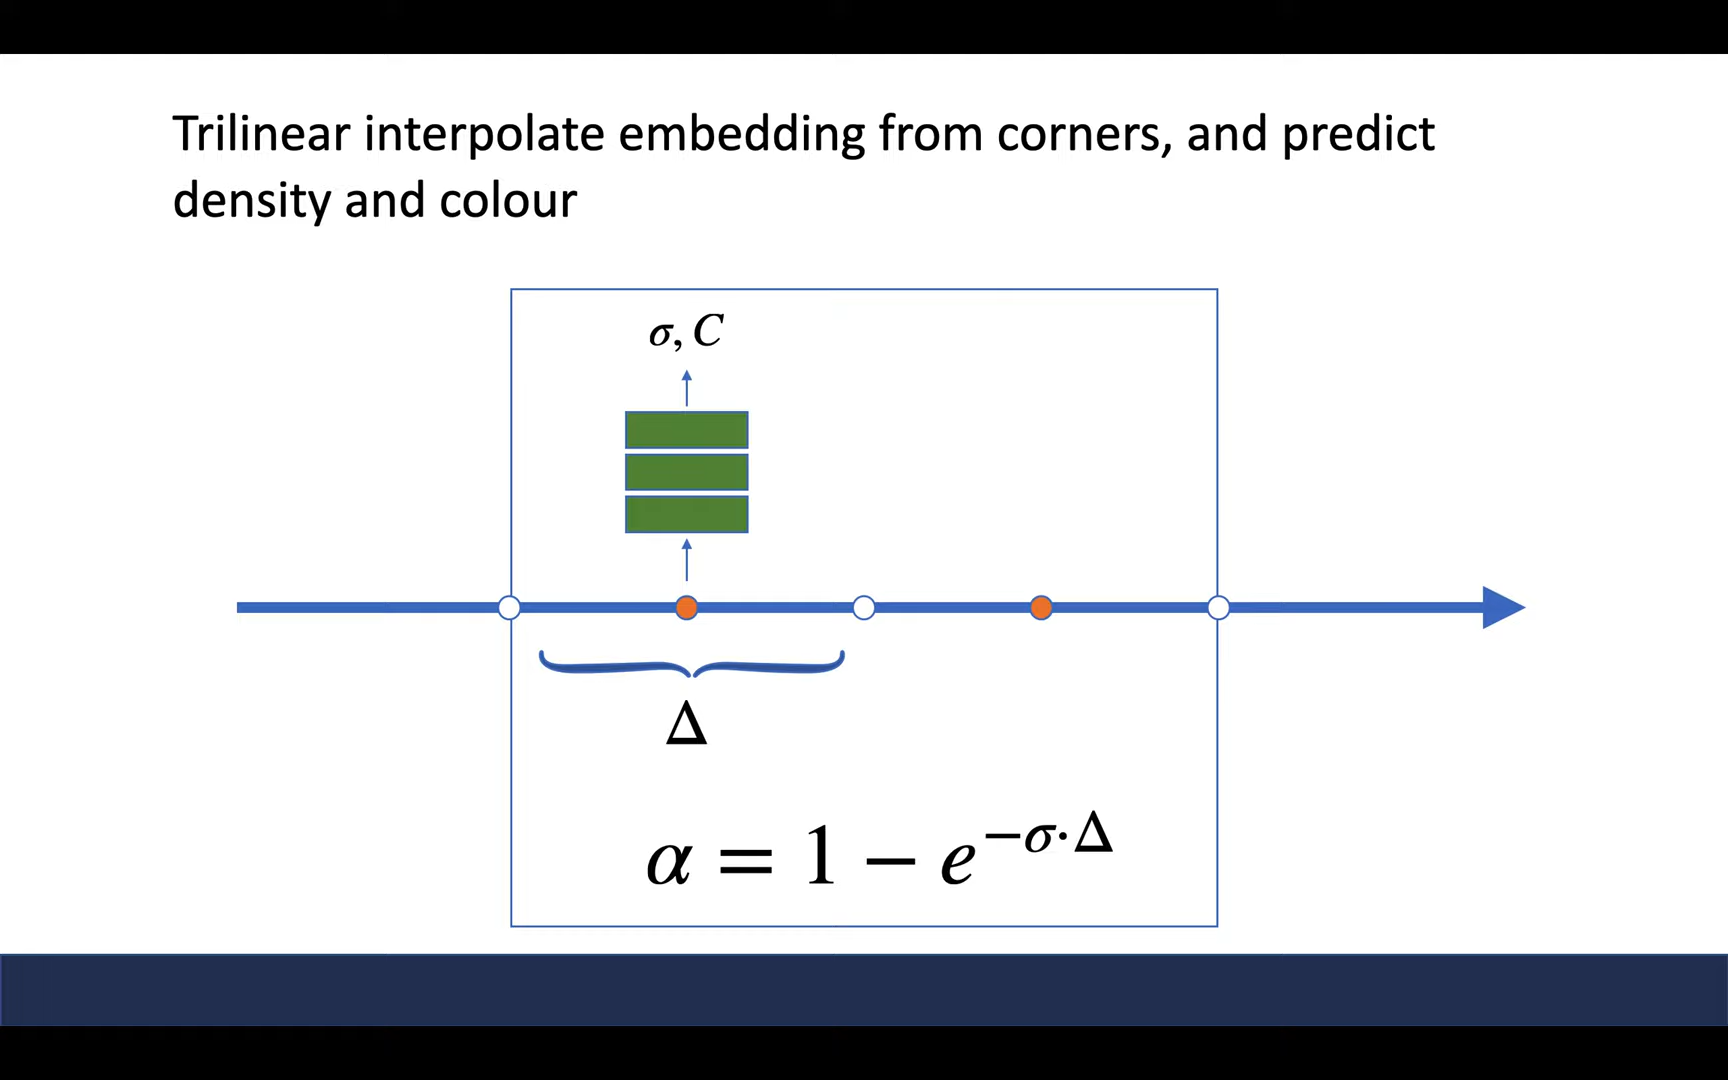 Trilinear interpolate embedding from corners, and predict
density and colour
σ, C
Δ
α = 1 − e^{−σ·Δ}